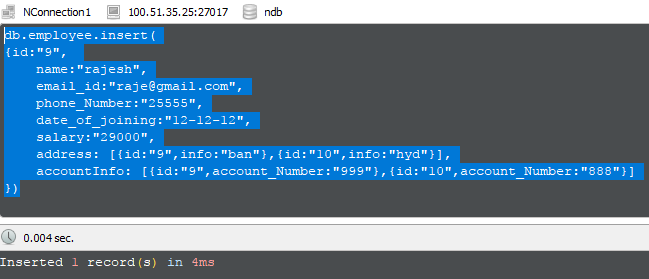 NConnection1 100.51.35.25:27017 ndb
db.employee.insert(
{id:"9",
name:"rajesh",
email_id:"raje@gmail.com",
phone_Number:"25555",
date_of_joining:"12-12-12",
salary:"29000",
address: [{id:"9",info:"ban"},{id:"10",info:"hyd"}],
accountInfo: [{id:"9",account_Number:"999"},{id:"10",account_Number:"888"}]
})
0.004 sec.
Inserted 1 record(s) in 4ms